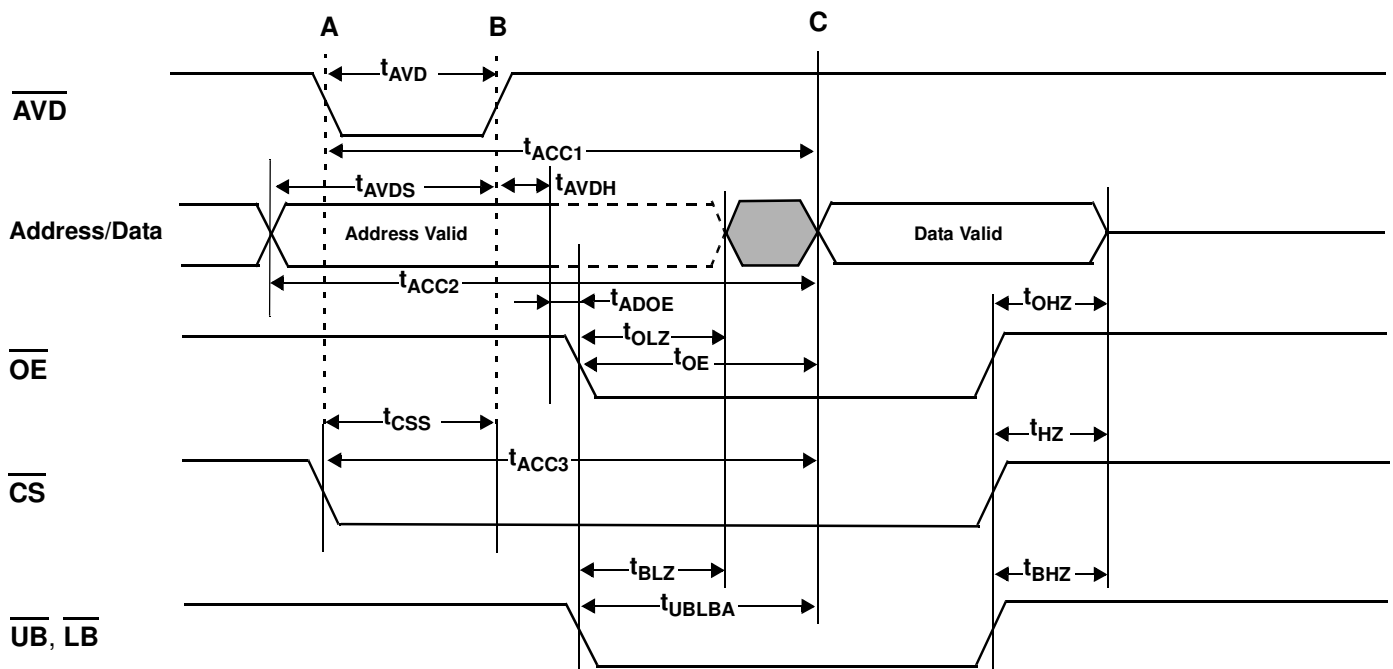 A B C
tAVD
AVD
tACC1
tAVDS tAVDH
Address/Data Address Valid Data Valid
tACC2 tADOE tOHZ
tOLZ
OE tOE
tCSS tHZ
tACC3
CS
tBLZ tBHZ
tUBLBA
UB, LB